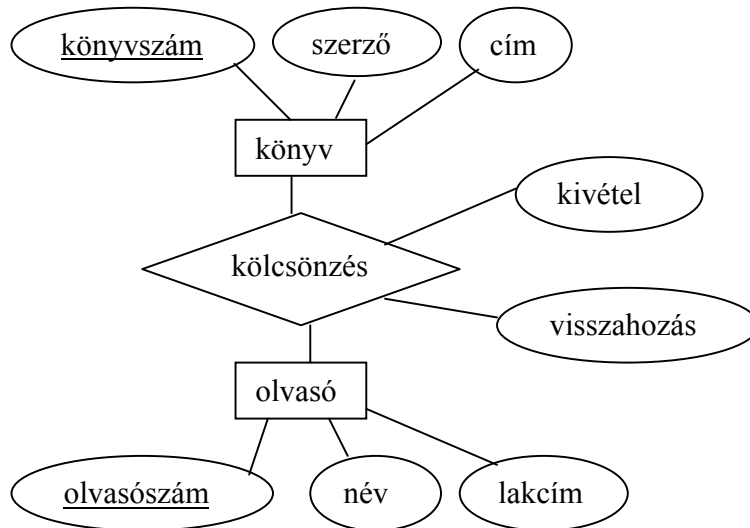 könyvszám
szerző
cím
könyv
kivétel
kölcsönzés
visszahozás
olvasó
olvasószám
név
lakcím